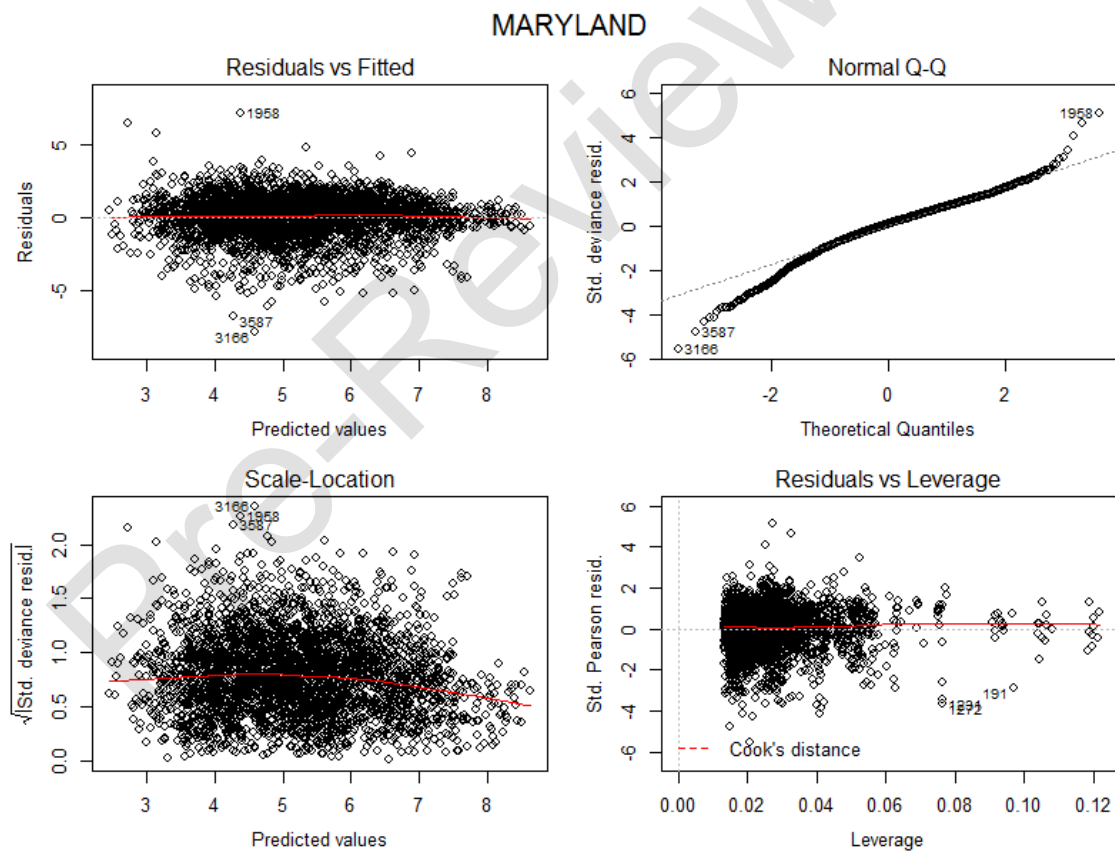 MARYLAND
Residuals vs Fitted
Residuals
5
0
-5
1958
3587
3166
3 4 5 6 7 8
Predicted values
Normal Q-Q
Std. deviance resid.
6
4
2
0
-2
-4
-6
1958
3587
3166
-2 0 2
Theoretical Quantiles
Scale-Location
√|Std. deviance resid.|
2.0
1.5
1.0
0.5
0.0
3166
1958
3587
3 4 5 6 7 8
Predicted values
Residuals vs Leverage
Std. Pearson resid.
6
4
2
0
-2
-4
-6
191
1272
Cook's distance
0.00 0.02 0.04 0.06 0.08 0.10 0.12
Leverage
Pre-Review